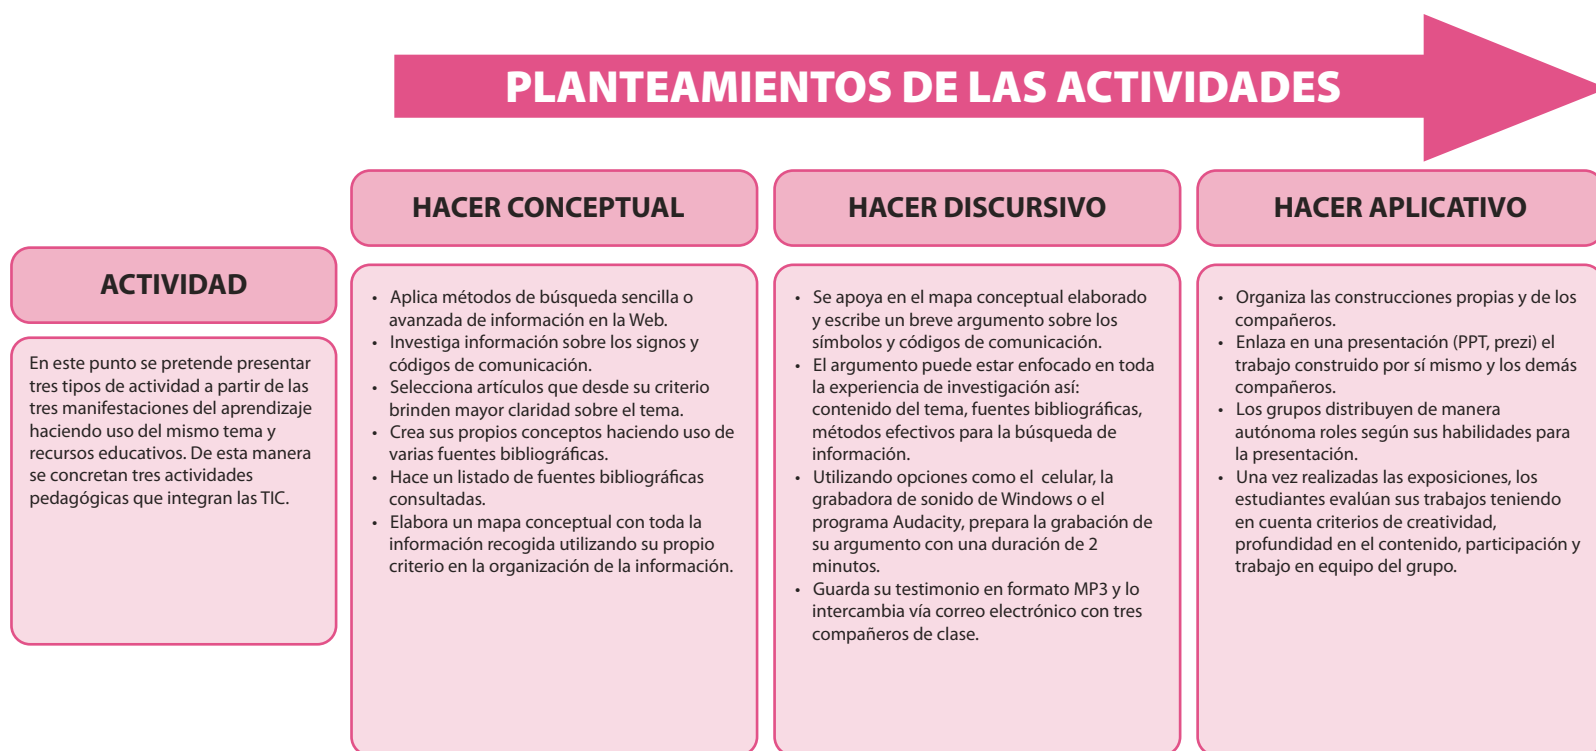 PLANTEAMIENTOS DE LAS ACTIVIDADES
ACTIVIDAD
En este punto se pretende presentar
tres tipos de actividad a partir de las
tres manifestaciones del aprendizaje
haciendo uso del mismo tema y
recursos educativos. De esta manera
se concretan tres actividades
pedagógicas que integran las TIC.
HACER CONCEPTUAL
• Aplica métodos de búsqueda sencilla o
avanzada de información en la Web.
• Investiga información sobre los signos y
códigos de comunicación.
• Selecciona artículos que desde su criterio
brinden mayor claridad sobre el tema.
• Crea sus propios conceptos haciendo uso de
varias fuentes bibliográficas.
• Hace un listado de fuentes bibliográficas
consultadas.
• Elabora un mapa conceptual con toda la
información recogida utilizando su propio
criterio en la organización de la información.
HACER DISCURSIVO
• Se apoya en el mapa conceptual elaborado
y escribe un breve argumento sobre los
símbolos y códigos de comunicación.
• El argumento puede estar enfocado en toda
la experiencia de investigación así:
contenido del tema, fuentes bibliográficas,
métodos efectivos para la búsqueda de
información.
• Utilizando opciones como el celular, la
grabadora de sonido de Windows o el
programa Audacity, prepara la grabación de
su argumento con una duración de 2
minutos.
• Guarda su testimonio en formato MP3 y lo
intercambia vía correo electrónico con tres
compañeros de clase.
HACER APLICATIVO
• Organiza las construcciones propias y de los
compañeros.
• Enlaza en una presentación (PPT, prezi) el
trabajo construido por sí mismo y los demás
compañeros.
• Los grupos distribuyen de manera
autónoma roles según sus habilidades para
la presentación.
• Una vez realizadas las exposiciones, los
estudiantes evalúan sus trabajos teniendo
en cuenta criterios de creatividad,
profundidad en el contenido, participación y
trabajo en equipo del grupo.